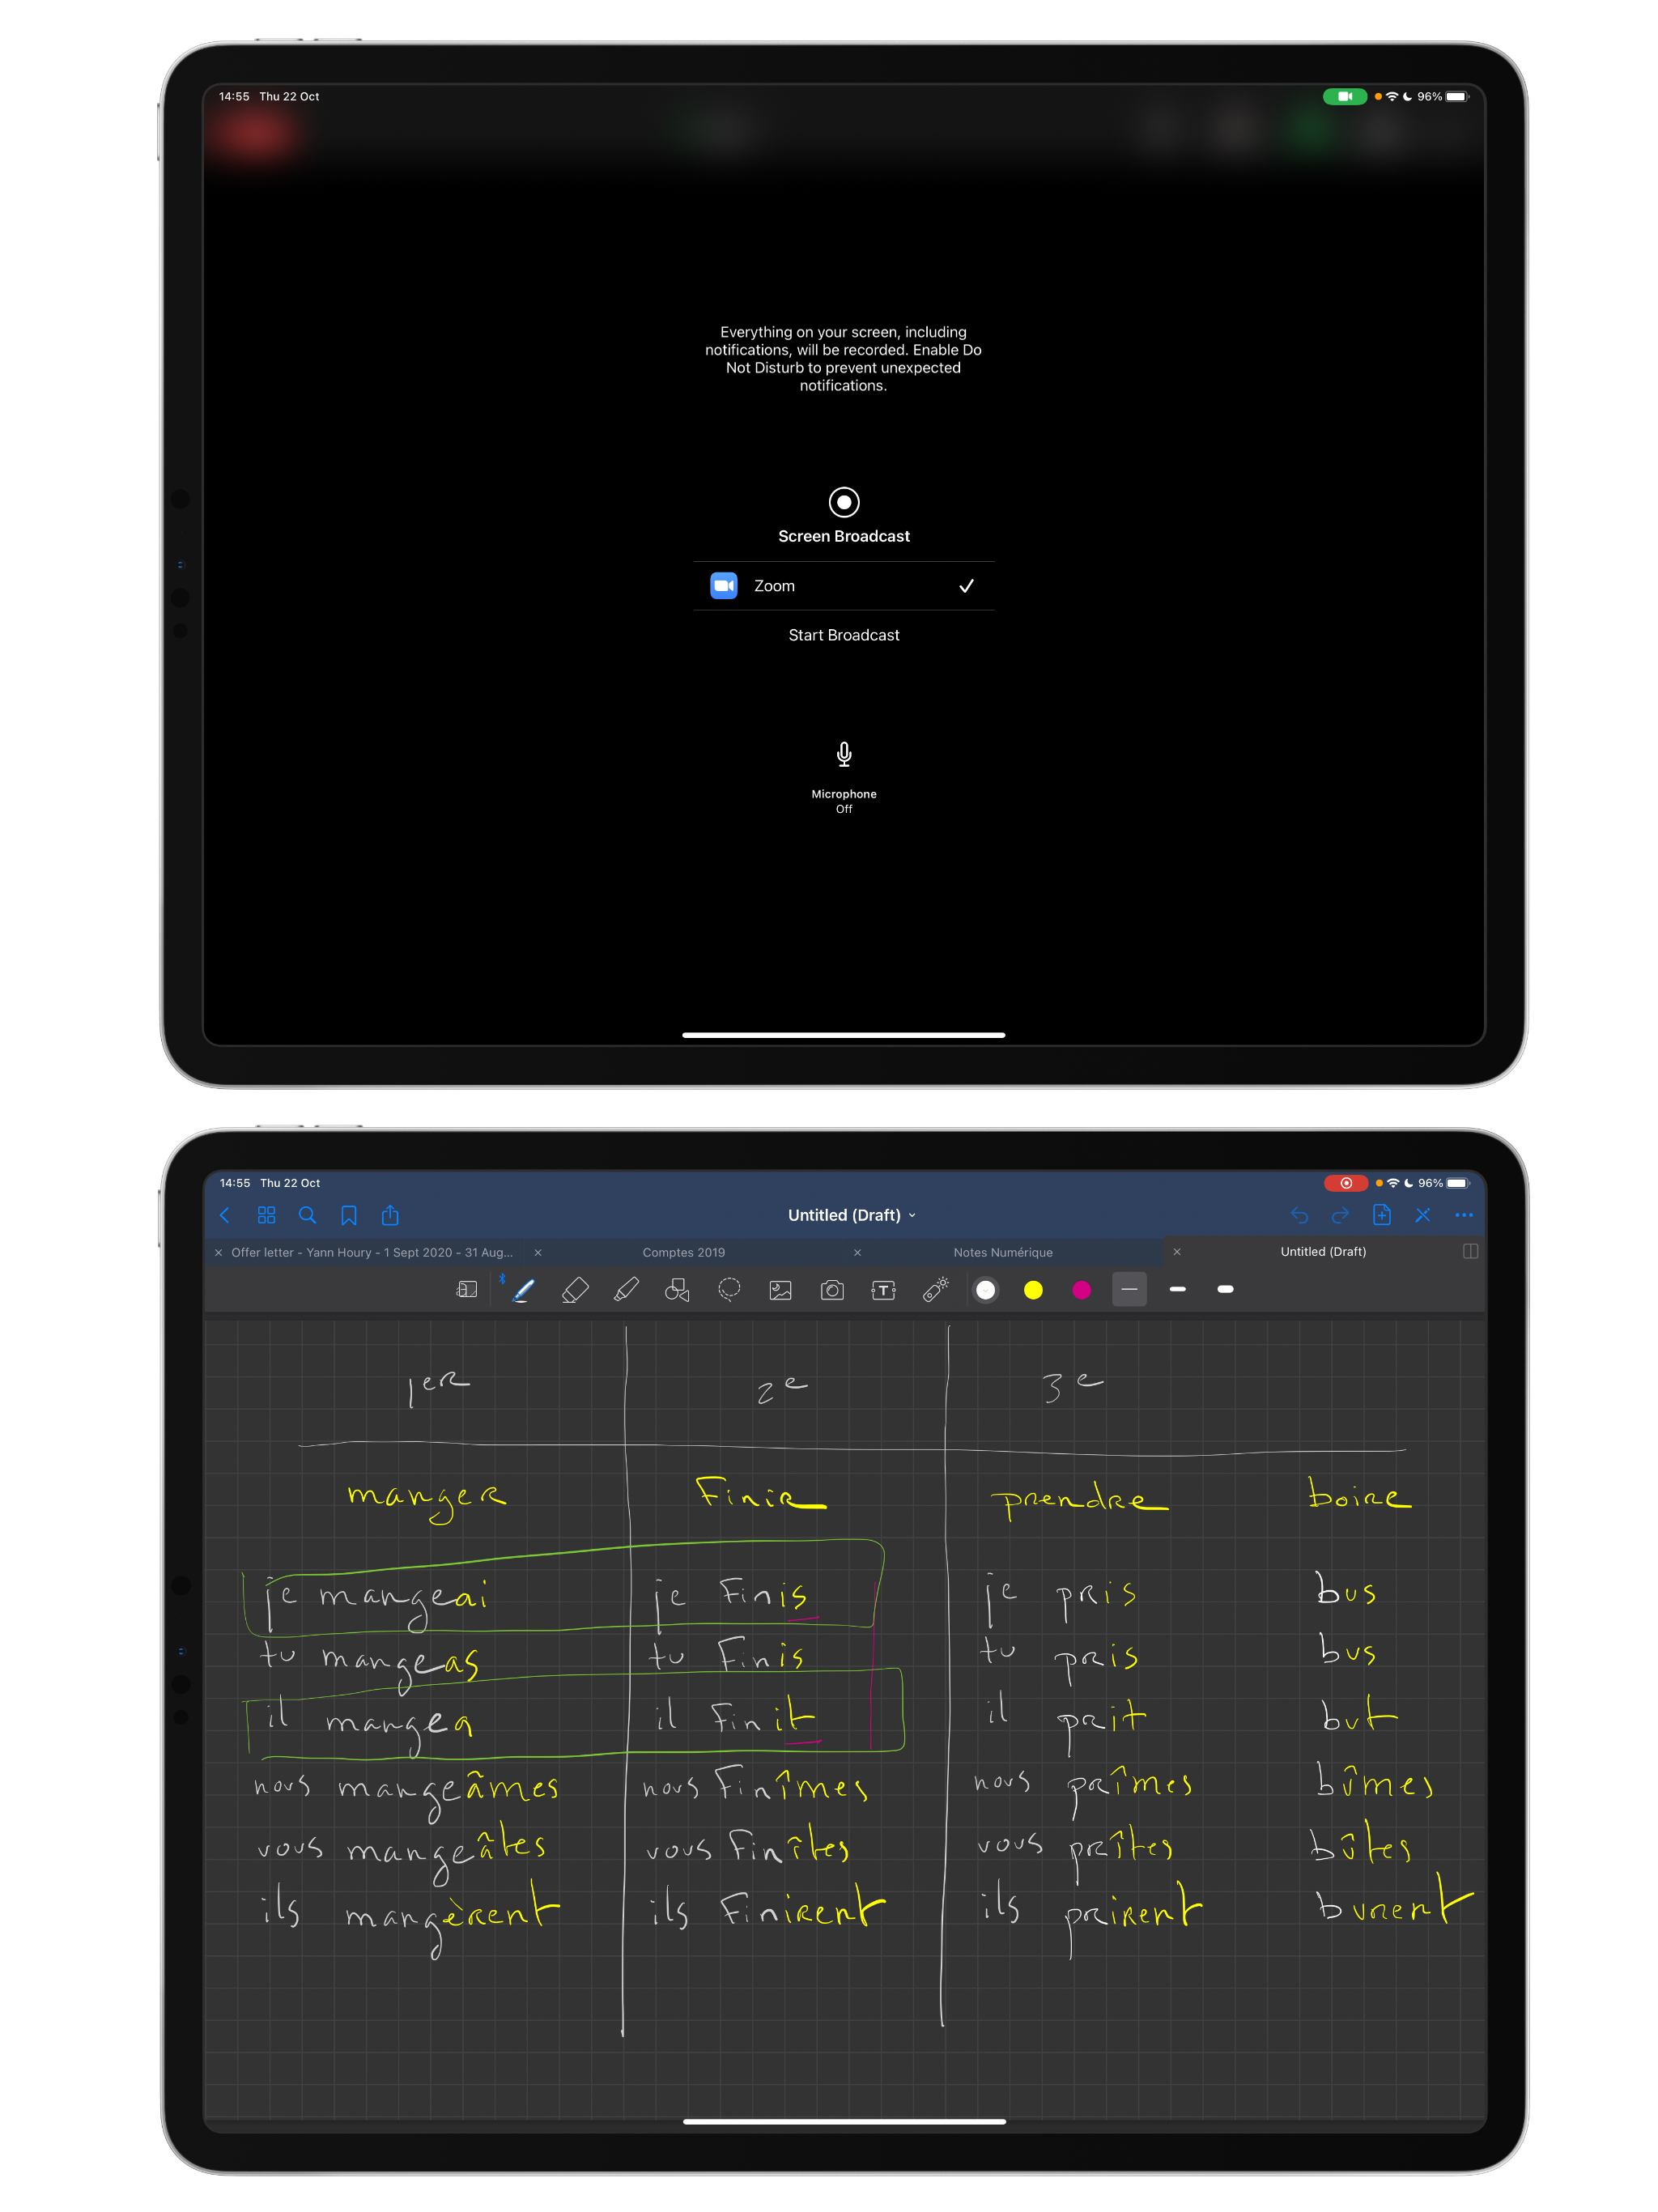 14:55 Thu 22 Oct 96%
Everything on your screen, including
notifications, will be recorded. Enable Do
Not Disturb to prevent unexpected
notifications.
Screen Broadcast
Zoom
Start Broadcast
Microphone
Off
14:55 Thu 22 Oct 96%
Untitled (Draft)
Offer letter - Yann Houry - 1 Sept 2020 - 31 Aug... Comptes 2019 Notes Numérique Untitled (Draft)
T
1er 2e 3e
manger Finir prendre boire
je mangeai je Finis je pris bus
tu mangeas tu Finis tu pris bus
il mangea il Finit il prit but
nous mangeâmes nous Finîmes nous prîmes bûmes
vous mangeâtes vous Finîtes vous prîtes bûtes
ils mangèrent ils Finirent ils prirent burent